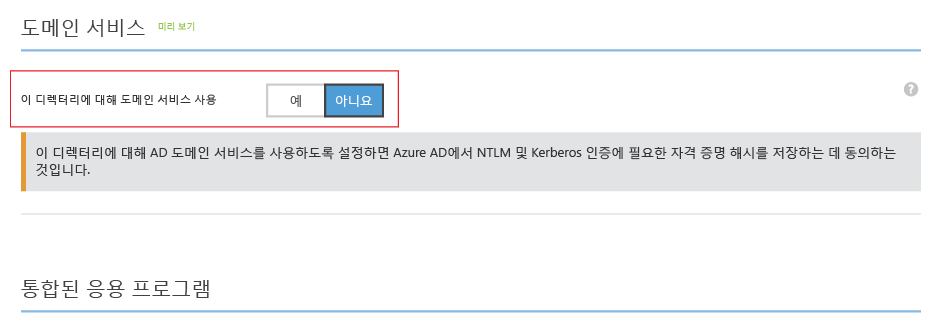 도메인 서비스 미리 보기
이 디렉터리에 대해 도메인 서비스 사용 예 아니요
?
이 디렉터리에 대해 AD 도메인 서비스를 사용하도록 설정하면 Azure AD에서 NTLM 및 Kerberos 인증에 필요한 자격 증명 해시를 저장하는 데 동의하는
것입니다.
통합된 응용 프로그램